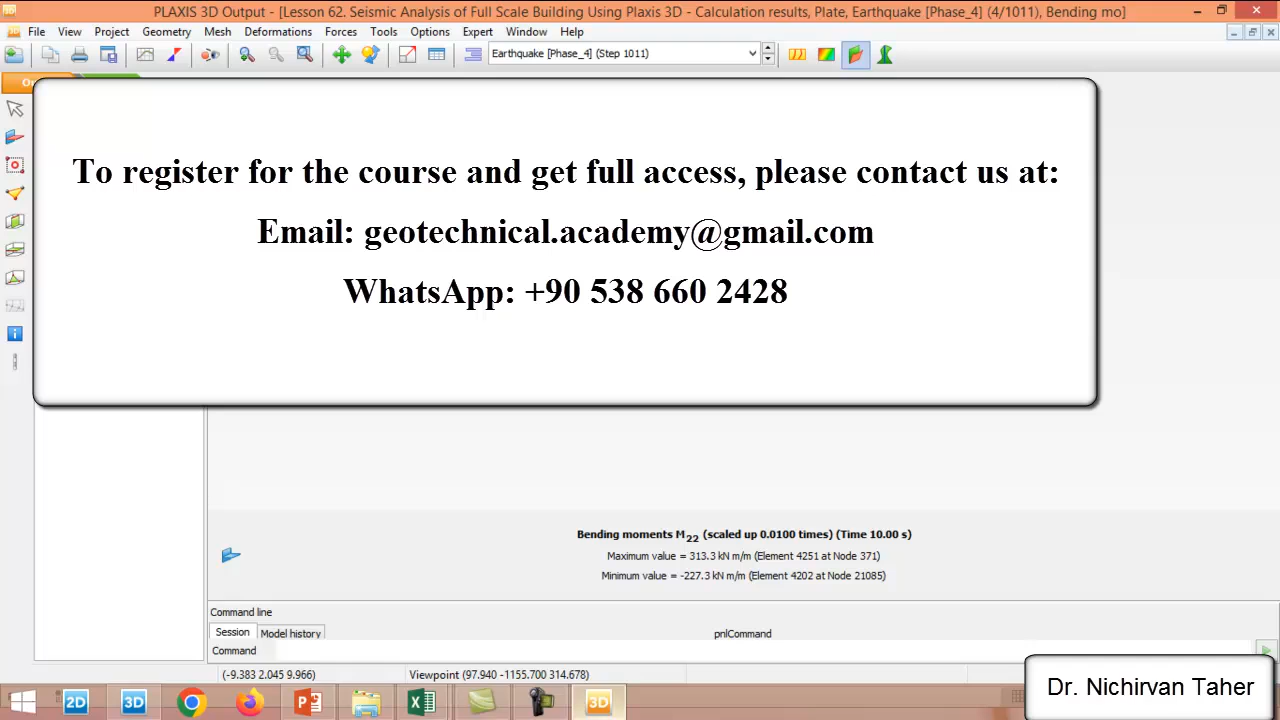 PLAXIS 3D Output - [Lesson 62. Seismic Analysis of Full Scale Building Using Plaxis 3D - Calculation results, Plate, Earthquake [Phase_4] (4/1011), Bending mo]
File View Project Geometry Mesh Deformations Forces Tools Options Expert Window Help
Earthquake [Phase_4] (Step 1011)
To register for the course and get full access, please contact us at:
Email: geotechnical.academy@gmail.com
WhatsApp: +90 538 660 2428
Bending moments M22 (scaled up 0.0100 times) (Time 10.00 s)
Maximum value = 313.3 kN m/m (Element 4251 at Node 371)
Minimum value = -227.3 kN m/m (Element 4202 at Node 21085)
Command line
Session Model history pnlCommand
Command
(-9.383 2.045 9.966) Viewpoint (97.940 -1155.700 314.678)
2D 3D 3D
Dr. Nichirvan Taher